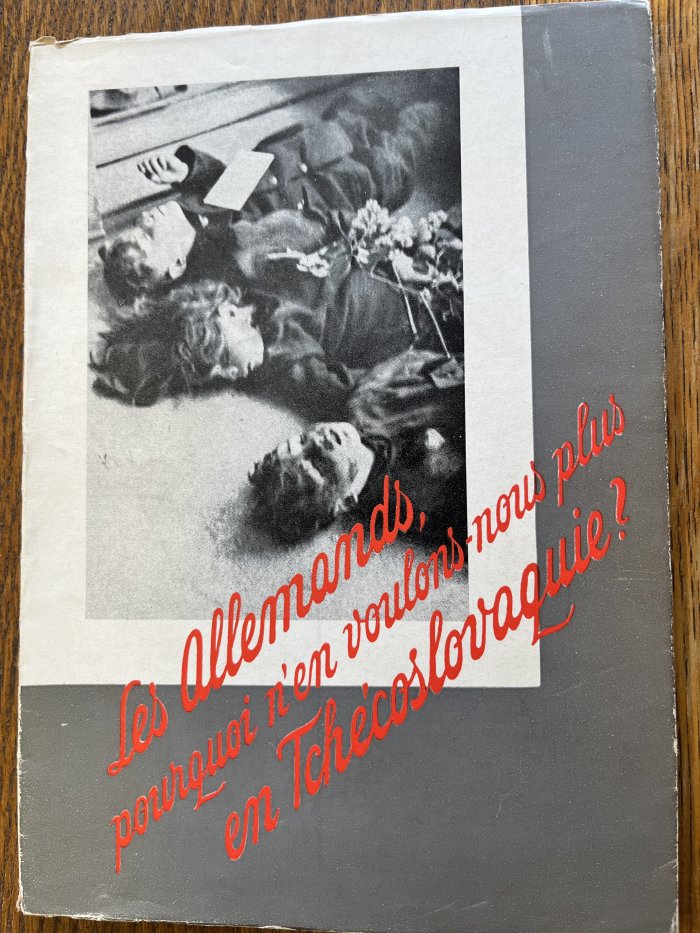 Les Allemands,
pourquoi n'en voulons-nous plus
en Tchécoslovaquie?